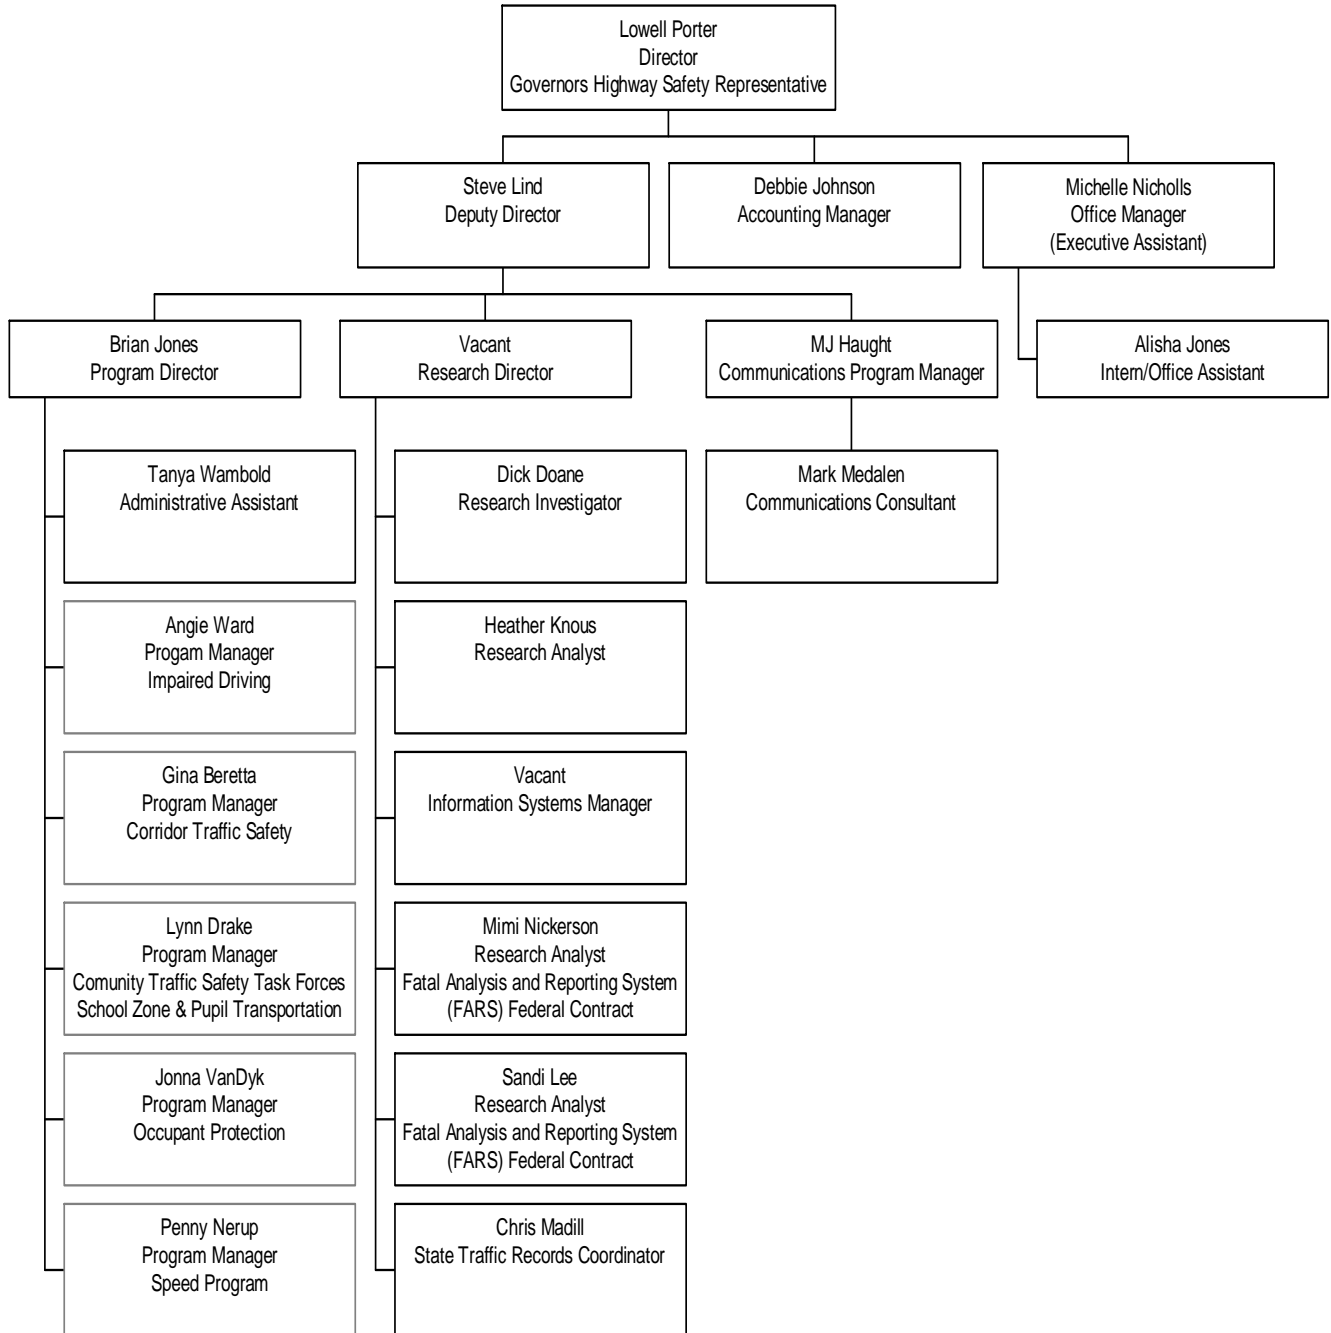 Lowell Porter
Director
Governors Highway Safety Representative
Steve Lind
Deputy Director
Debbie Johnson
Accounting Manager
Michelle Nicholls
Office Manager
(Executive Assistant)
Brian Jones
Program Director
Vacant
Research Director
MJ Haught
Communications Program Manager
Alisha Jones
Intern/Office Assistant
Tanya Wambold
Administrative Assistant
Dick Doane
Research Investigator
Mark Medalen
Communications Consultant
Angie Ward
Progam Manager
Impaired Driving
Heather Knous
Research Analyst
Gina Beretta
Program Manager
Corridor Traffic Safety
Vacant
Information Systems Manager
Lynn Drake
Program Manager
Comunity Traffic Safety Task Forces
School Zone & Pupil Transportation
Mimi Nickerson
Research Analyst
Fatal Analysis and Reporting System
(FARS) Federal Contract
Jonna VanDyk
Program Manager
Occupant Protection
Sandi Lee
Research Analyst
Fatal Analysis and Reporting System
(FARS) Federal Contract
Penny Nerup
Program Manager
Speed Program
Chris Madill
State Traffic Records Coordinator